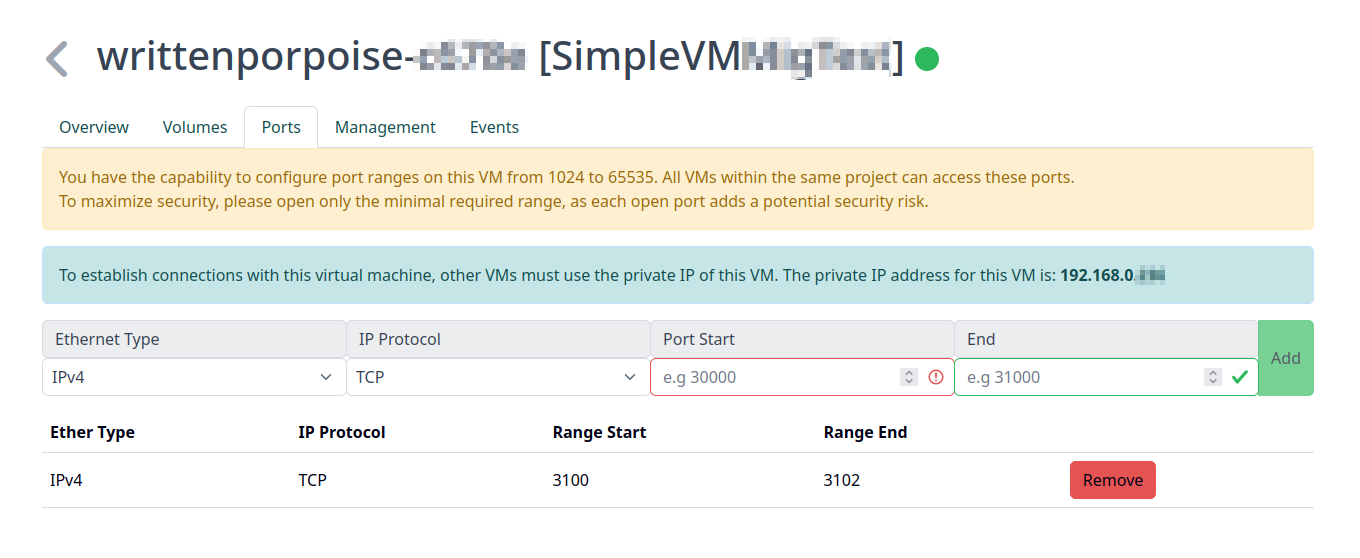 writtenporpoise- [SimpleVM ]
Overview Volumes Ports Management Events
You have the capability to configure port ranges on this VM from 1024 to 65535. All VMs within the same project can access these ports.
To maximize security, please open only the minimal required range, as each open port adds a potential security risk.
To establish connections with this virtual machine, other VMs must use the private IP of this VM. The private IP address for this VM is: 192.168.0.
Ethernet Type IP Protocol Port Start End
Add
IPv4 TCP e.g 30000 e.g 31000
Ether Type IP Protocol Range Start Range End
IPv4 TCP 3100 3102 Remove